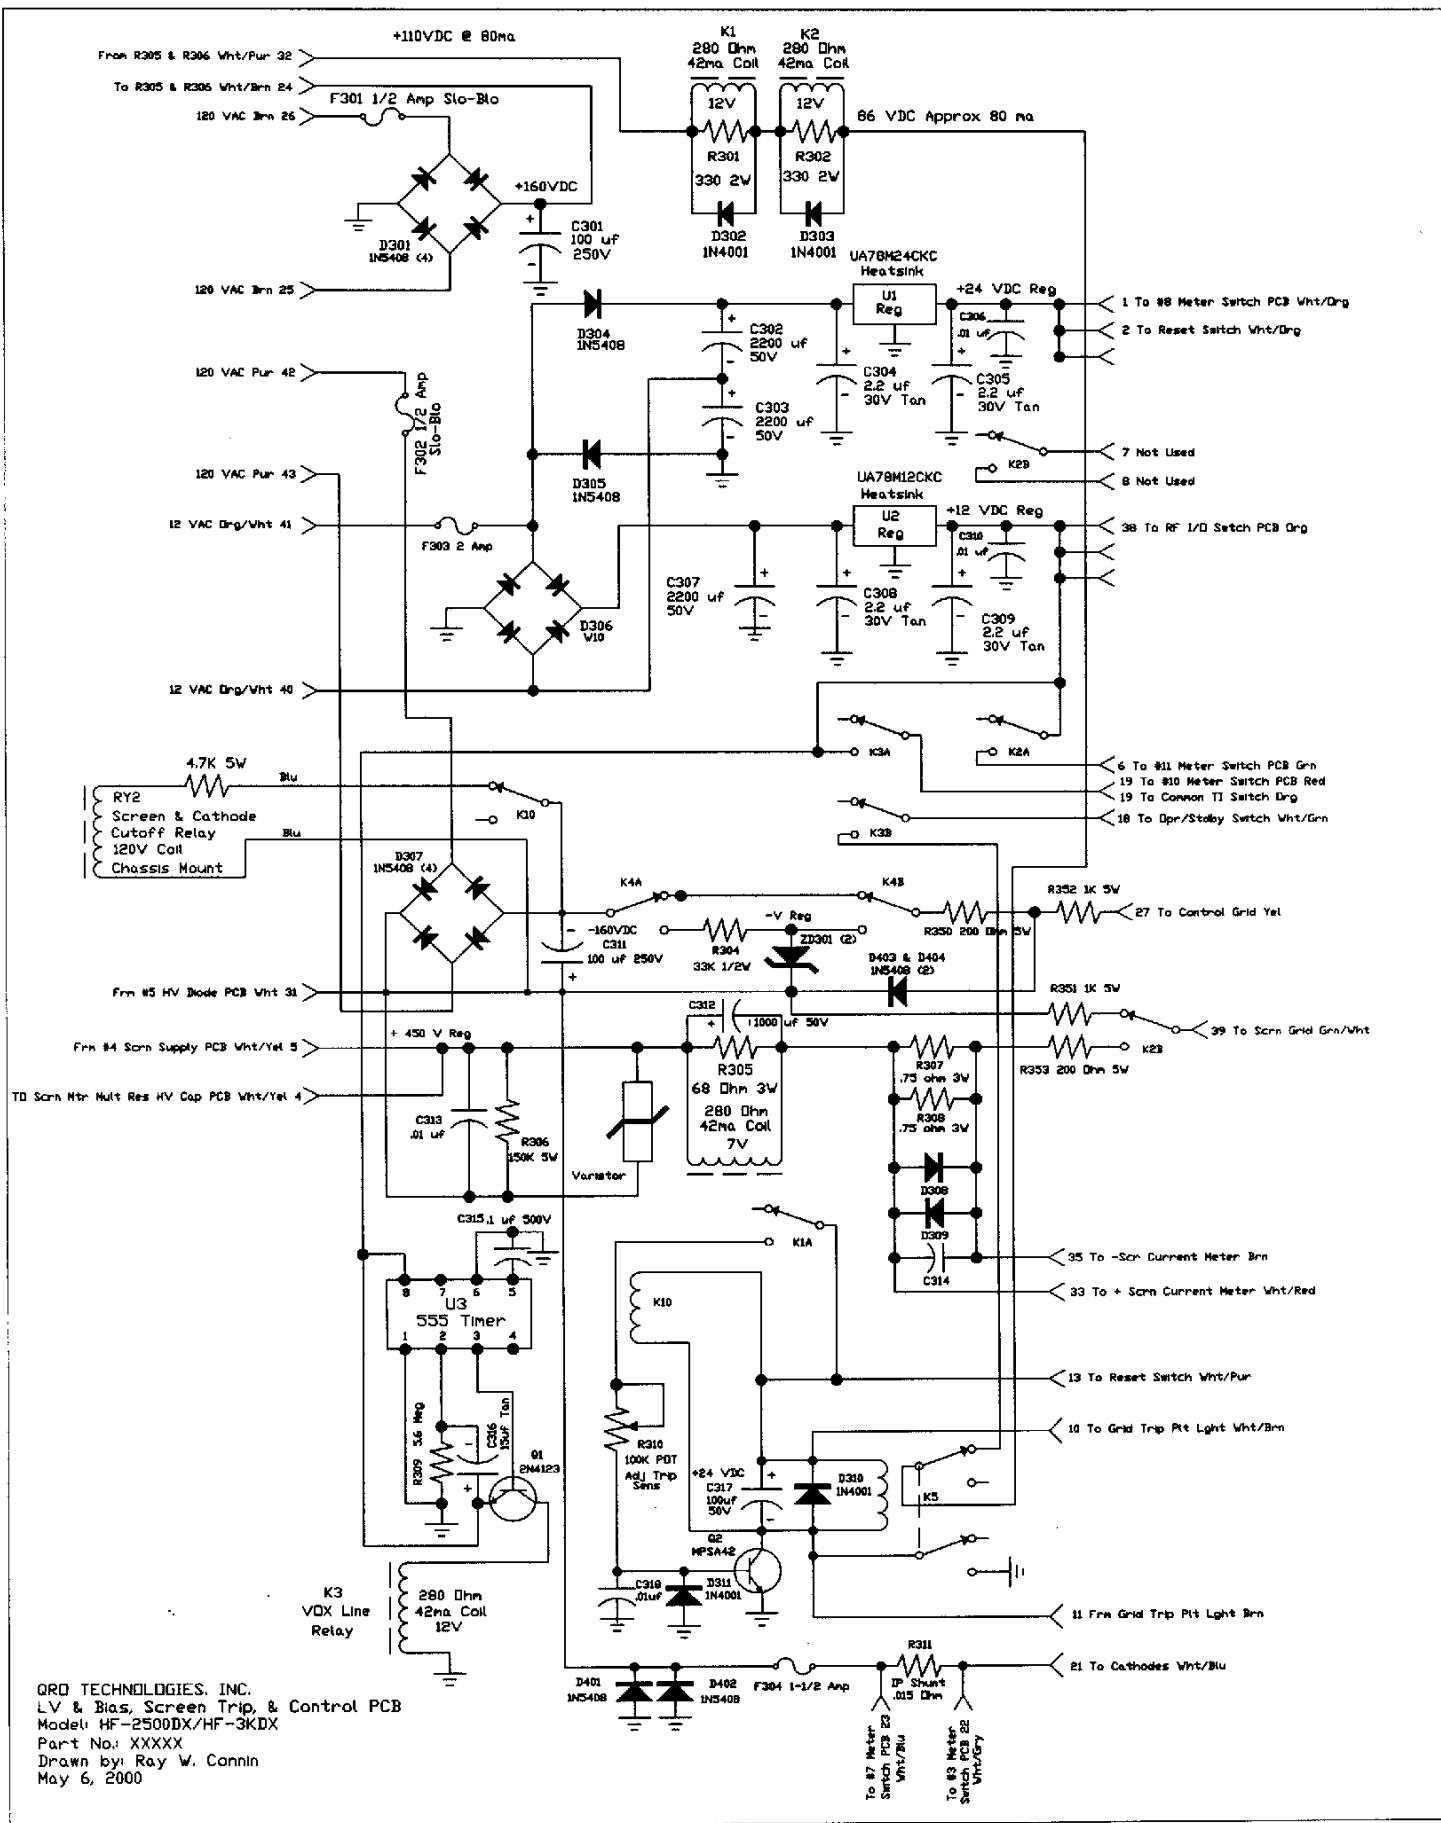 +110VDC @ 80ma
K1
280 Ohm
42ma Coil
12V
R301
330 2W
D302
1N4001
K2
280 Ohm
42ma Coil
12V
R302
330 2W
D303
1N4001
86 VDC Approx 80 ma
From R305 & R306 Wht/Pur 32
To R305 & R306 Wht/Brn 24
F301 1/2 Amp Slo-Blo
120 VAC Brn 26
+160VDC
+
C301
100 uf
250V
-
D301
1N5408 (4)
120 VAC Brn 25
UA78M24CKC
Heatsink
U1
Reg
+24 VDC Reg
C306
.01 uf
1 To #8 Meter Switch PCB Wht/Org
2 To Reset Switch Wht/Org
D304
1N5408
+
C302
2200 uf
50V
-
+
C303
2200 uf
50V
-
+
C304
2.2 uf
30V Tan
-
+
C305
2.2 uf
30V Tan
-
120 VAC Pur 42
F302 1/2 Amp
Slo-Blo
D305
1N5408
K2B
7 Not Used
8 Not Used
120 VAC Pur 43
12 VAC Org/Wht 41
F303 2 Amp
UA78M12CKC
Heatsink
U2
Reg
+12 VDC Reg
C310
.01 uf
38 To RF I/O Swtch PCB Org
D306
W10
C307
2200 uf
50V
+
-
+
C308
2.2 uf
30V Tan
-
+
C309
2.2 uf
30V Tan
-
12 VAC Org/Wht 40
K3A
K2A
6 To #11 Meter Switch PCB Grn
19 To #10 Meter Switch PCB Red
19 To Common T1 Switch Org
K3B
18 To Opr/Stdby Switch Wht/Grn
4.7K 5W
Blu
RY2
Screen & Cathode
Cutoff Relay
120V Coil
Chassis Mount
Blu
K10
D307
1N5408 (4)
K4A
K4B
-160VDC
-
C311
100 uf 250V
+
R304
33K 1/2W
-V Reg
ZD301 (2)
R350 200 Ohm 5W
R352 1K 5W
27 To Control Grid Yel
D403 & D404
1N5408 (2)
Frm #5 HV Diode PCB Wht 31
R351 1K 5W
39 To Scrn Grid Grn/Wht
K2B
R353 200 Ohm 5W
+ 450 V Reg
Frm #4 Scrn Supply PCB Wht/Yel 5
TO Scrn Mtr Mult Res HV Cap PCB Wht/Yel 4
C312
+
1000 uf 50V
R305
68 Ohm 3W
280 Ohm
42ma Coil
7V
C313
.01 uf
R306
150K 5W
Varistor
R307
.75 ohm 3W
R308
.75 ohm 3W
D308
D309
C314
35 To -Scr Current Meter Brn
33 To + Scrn Current Meter Wht/Red
C315 .1 uf 500V
8 7 6 5
U3
555 Timer
1 2 3 4
K1A
K10
13 To Reset Switch Wht/Pur
R309 5.6 Meg
-
C316
15uf Tan
+
Q1
2N4123
R310
100K POT
Adj Trip
Sens
10 To Grid Trip Plt Lght Wht/Brn
+24 VDC
+
C317
100uf
50V
-
D310
1N4001
K5
Q2
MPSA42
C318
.01uf
D311
1N4001
11 Frm Grid Trip Plt Lght Brn
K3
VOX Line
Relay
280 Ohm
42ma Coil
12V
D401
1N5408
D402
1N5408
F304 1-1/2 Amp
R311
IP Shunt
.015 Ohm
21 To Cathodes Wht/Blu
To #7 Meter
Switch PCB 23
Wht/Blu
To #3 Meter
Switch PCB 22
Wht/Gry
QRO TECHNOLOGIES, INC.
LV & Bias, Screen Trip, & Control PCB
Model: HF-2500DX/HF-3KDX
Part No.: XXXXX
Drawn by: Ray W. Connin
May 6, 2000